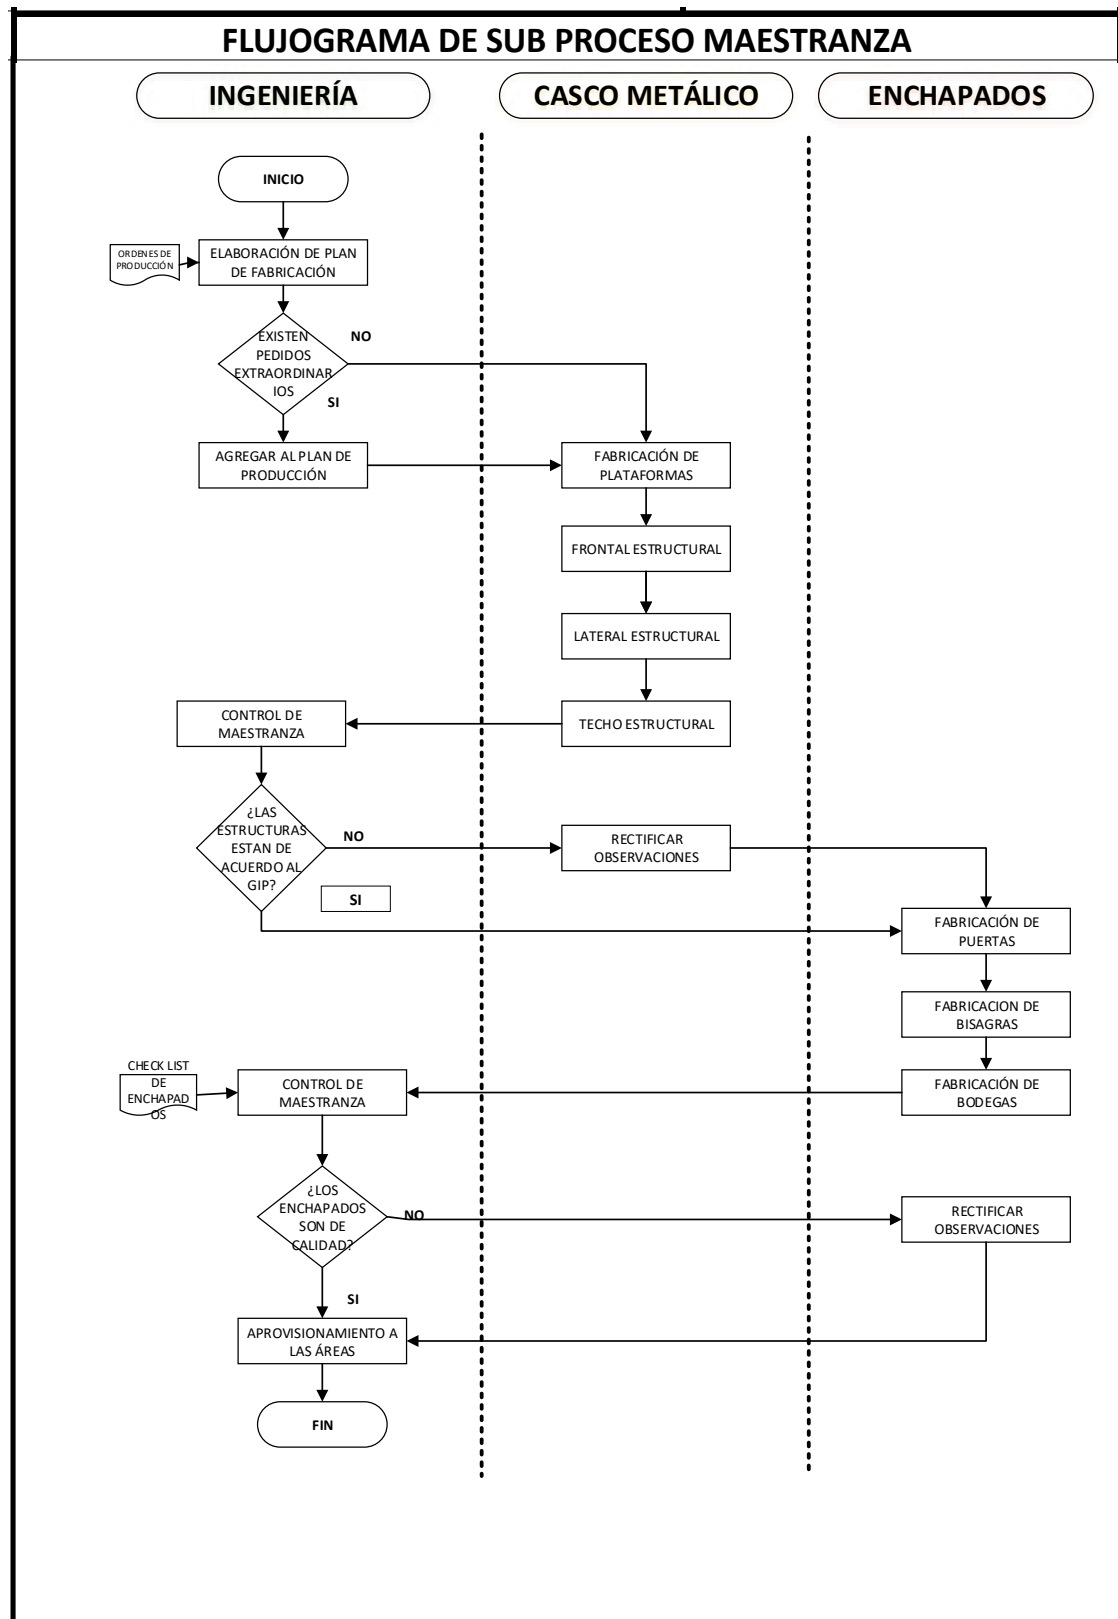 FLUJOGRAMA DE SUB PROCESO MAESTRANZA
INGENIERÍA
CASCO METÁLICO
ENCHAPADOS
INICIO
ORDENES DE
PRODUCCIÓN
ELABORACIÓN DE PLAN
DE FABRICACIÓN
EXISTEN
PEDIDOS
EXTRAORDINAR
IOS
NO
SI
AGREGAR AL PLAN DE
PRODUCCIÓN
FABRICACIÓN DE
PLATAFORMAS
FRONTAL ESTRUCTURAL
LATERAL ESTRUCTURAL
TECHO ESTRUCTURAL
CONTROL DE
MAESTRANZA
¿LAS
ESTRUCTURAS
ESTAN DE
ACUERDO AL
GIP?
NO
SI
RECTIFICAR
OBSERVACIONES
FABRICACIÓN DE
PUERTAS
FABRICACION DE
BISAGRAS
FABRICACIÓN DE
BODEGAS
CHECK LIST
DE
ENCHAPAD
OS
CONTROL DE
MAESTRANZA
¿LOS
ENCHAPADOS
SON DE
CALIDAD?
NO
SI
RECTIFICAR
OBSERVACIONES
APROVISIONAMIENTO A
LAS ÁREAS
FIN